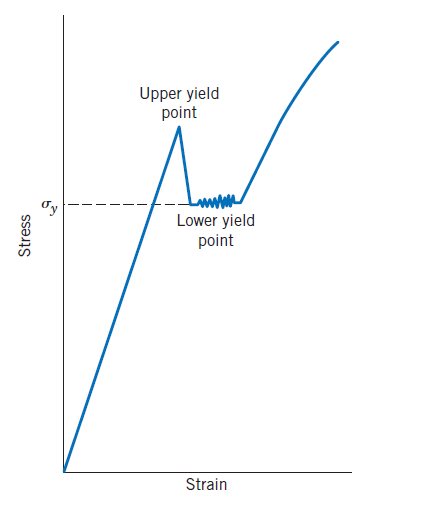 Upper yield
point
σy
Lower yield
point
Stress
Strain